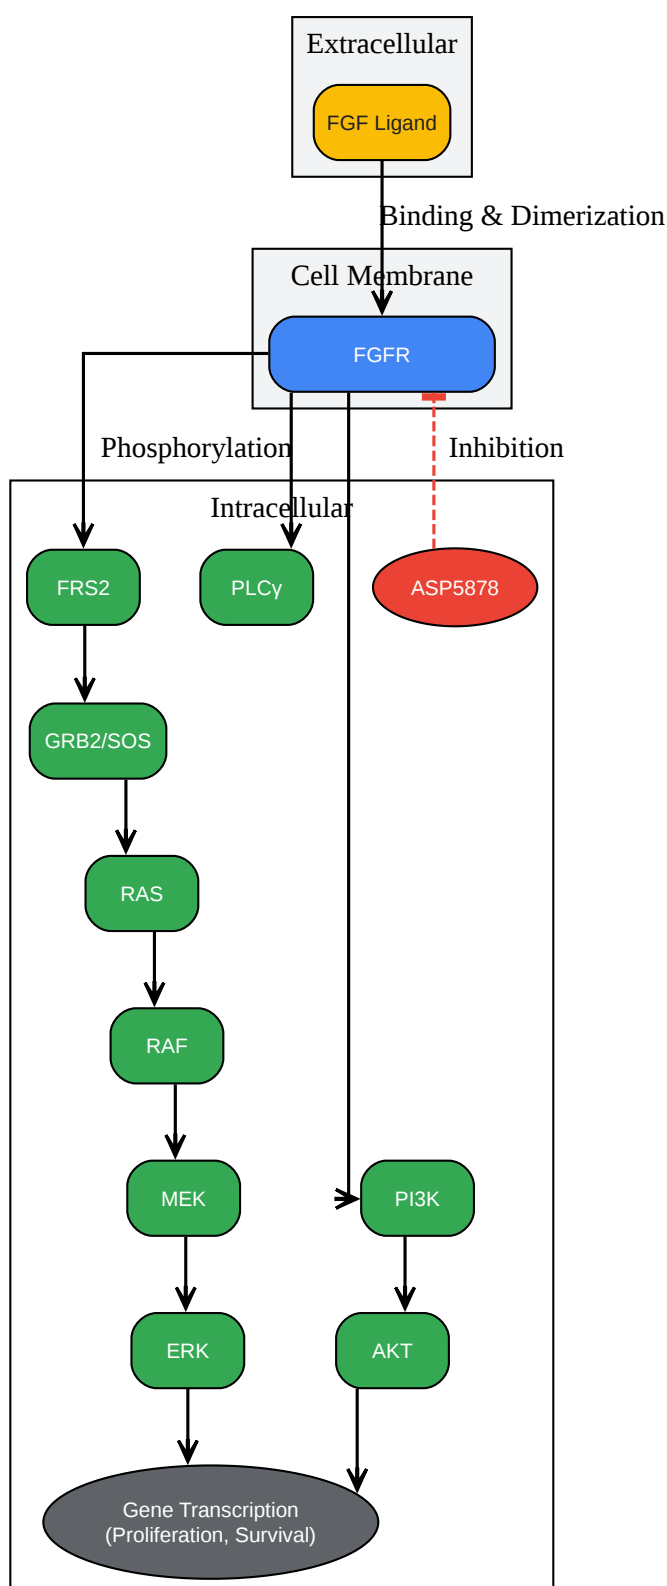 Extracellular
FGF Ligand
Binding & Dimerization
Cell Membrane
FGFR
Phosphorylation
Inhibition
Intracellular
FRS2
PLCγ
ASP5878
GRB2/SOS
RAS
RAF
MEK
PI3K
ERK
AKT
Gene Transcription
(Proliferation, Survival)